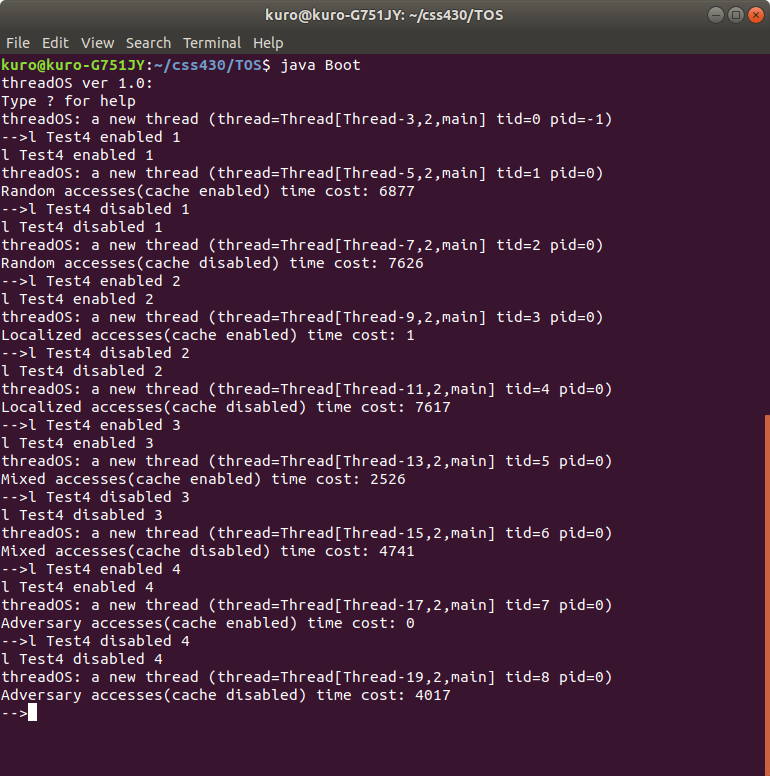 kuro@kuro-G751JY: ~/css430/TOS
File Edit View Search Terminal Help
kuro@kuro-G751JY:~/css430/TOS$ java Boot
threadOS ver 1.0:
Type ? for help
threadOS: a new thread (thread=Thread[Thread-3,2,main] tid=0 pid=-1)
-->l Test4 enabled 1
l Test4 enabled 1
threadOS: a new thread (thread=Thread[Thread-5,2,main] tid=1 pid=0)
Random accesses(cache enabled) time cost: 6877
-->l Test4 disabled 1
l Test4 disabled 1
threadOS: a new thread (thread=Thread[Thread-7,2,main] tid=2 pid=0)
Random accesses(cache disabled) time cost: 7626
-->l Test4 enabled 2
l Test4 enabled 2
threadOS: a new thread (thread=Thread[Thread-9,2,main] tid=3 pid=0)
Localized accesses(cache enabled) time cost: 1
-->l Test4 disabled 2
l Test4 disabled 2
threadOS: a new thread (thread=Thread[Thread-11,2,main] tid=4 pid=0)
Localized accesses(cache disabled) time cost: 7617
-->l Test4 enabled 3
l Test4 enabled 3
threadOS: a new thread (thread=Thread[Thread-13,2,main] tid=5 pid=0)
Mixed accesses(cache enabled) time cost: 2526
-->l Test4 disabled 3
l Test4 disabled 3
threadOS: a new thread (thread=Thread[Thread-15,2,main] tid=6 pid=0)
Mixed accesses(cache disabled) time cost: 4741
-->l Test4 enabled 4
l Test4 enabled 4
threadOS: a new thread (thread=Thread[Thread-17,2,main] tid=7 pid=0)
Adversary accesses(cache enabled) time cost: 0
-->l Test4 disabled 4
l Test4 disabled 4
threadOS: a new thread (thread=Thread[Thread-19,2,main] tid=8 pid=0)
Adversary accesses(cache disabled) time cost: 4017
-->